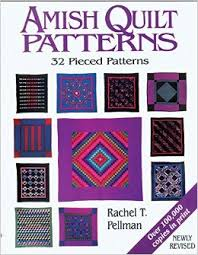 AMISH QUILT
PATTERNS
32 Pieced Patterns
Rachel T.
Pellman
Over 100,000
copies in print
NEWLY
REVISED